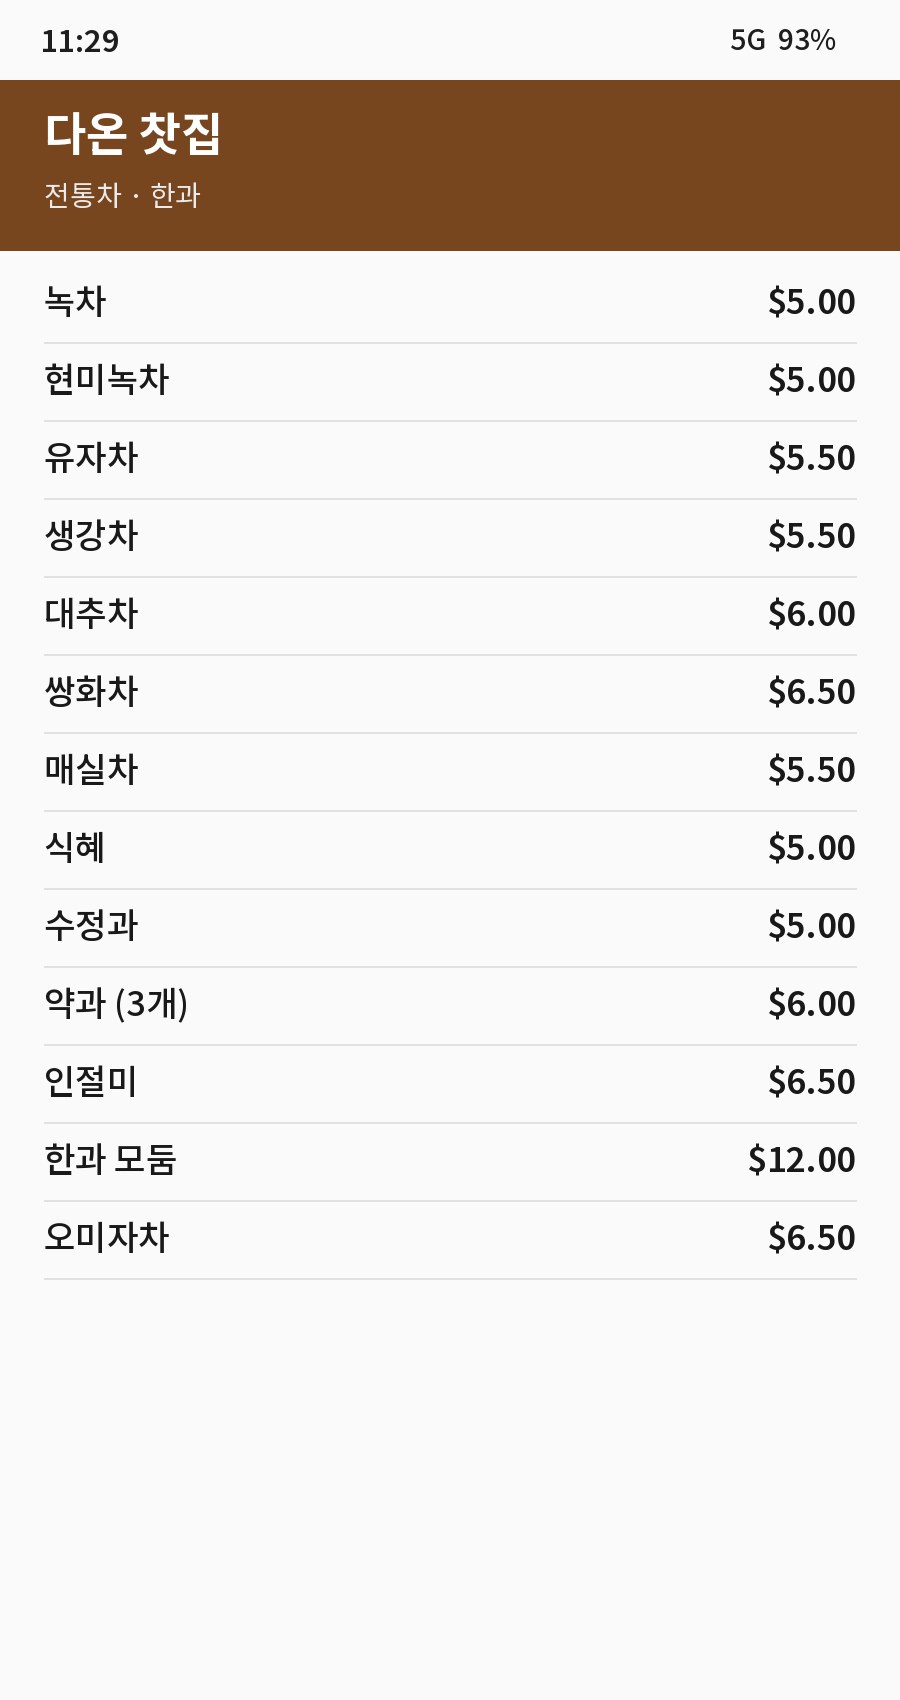 11:29 5G 93%
다온 찻집
전통차 · 한과
녹차 $5.00
현미녹차 $5.00
유자차 $5.50
생강차 $5.50
대추차 $6.00
쌍화차 $6.50
매실차 $5.50
식혜 $5.00
수정과 $5.00
약과 (3개) $6.00
인절미 $6.50
한과 모둠 $12.00
오미자차 $6.50